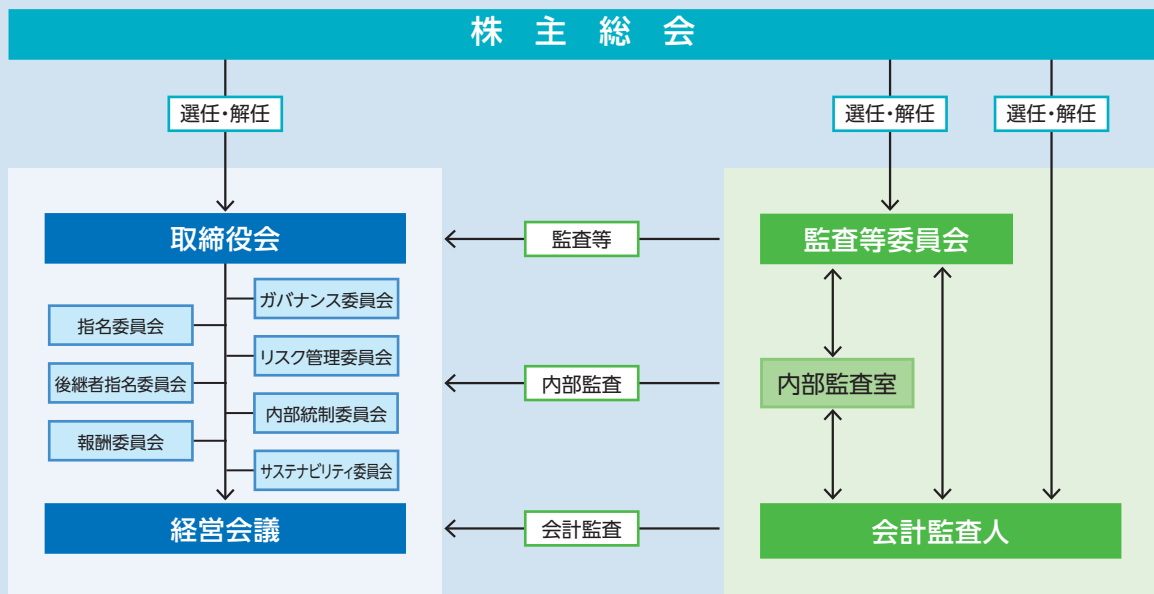 株主総会
選任・解任
選任・解任
選任・解任
取締役会
監査等
監査等委員会
ガバナンス委員会
指名委員会
リスク管理委員会
後継者指名委員会
内部監査
内部監査室
内部統制委員会
報酬委員会
サステナビリティ委員会
経営会議
会計監査
会計監査人